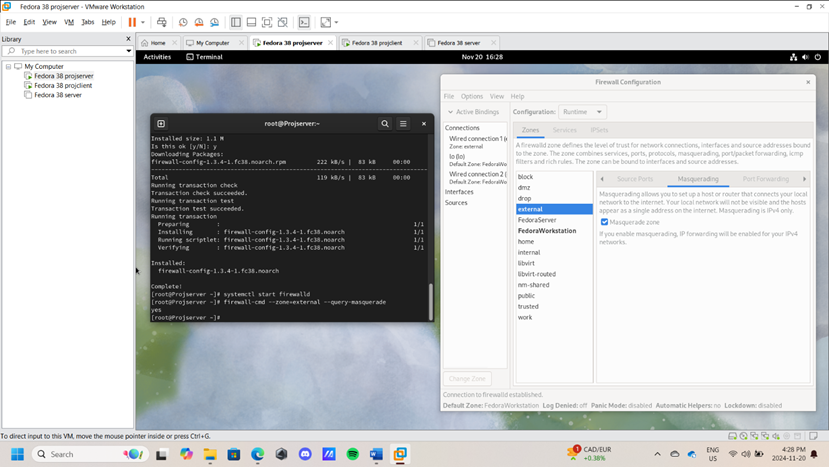 Fedora 38 projserver - VMware Workstation
File Edit View VM Tabs Help
Library
Type here to search
My Computer
Fedora 38 projserver
Fedora 38 projclient
Fedora 38 server
Home
My Computer
Fedora 38 projserver
Fedora 38 projclient
Fedora 38 server
Activities
Terminal
Nov 20 16:28
root@Projserver:~
Installed size: 1.1 M
Is this ok [y/N]: y
Downloading Packages:
firewall-config-1.3.4-1.fc38.noarch.rpm 222 kB/s | 83 kB 00:00
Total 119 kB/s | 83 kB 00:00
Running transaction check
Transaction check succeeded.
Running transaction test
Transaction test succeeded.
Running transaction
Preparing : 1/1
Installing : firewall-config-1.3.4-1.fc38.noarch 1/1
Running scriptlet: firewall-config-1.3.4-1.fc38.noarch 1/1
Verifying : firewall-config-1.3.4-1.fc38.noarch 1/1
Installed:
firewall-config-1.3.4-1.fc38.noarch
Complete!
[root@Projserver ~]# systemctl start firewalld
[root@Projserver ~]# firewall-cmd --zone=external --query-masquerade
yes
[root@Projserver ~]#
Firewall Configuration
File Options View Help
Active Bindings
Configuration: Runtime
Connections
Wired connection 1 (
Zone: external
lo (lo)
Default Zone: FedoraWo
Wired connection 2 (
Default Zone: FedoraWo
Interfaces
Sources
Change Zone
Zones Services IPSets
A firewalld zone defines the level of trust for network connections, interfaces and source addresses bound
to the zone. The zone combines services, ports, protocols, masquerading, port/packet forwarding, icmp
filters and rich rules. The zone can be bound to interfaces and source addresses.
block
dmz
drop
external
FedoraServer
FedoraWorkstation
home
internal
libvirt
libvirt-routed
nm-shared
public
trusted
work
Source Ports Masquerading Port Forwarding
Masquerading allows you to set up a host or router that connects your local
network to the internet. Your local network will not be visible and the hosts
appear as a single address on the internet. Masquerading is IPv4 only.
Masquerade zone
If you enable masquerading, IP forwarding will be enabled for your IPv4
networks.
Connection to firewalld established.
Default Zone: FedoraWorkstation Log Denied: off Panic Mode: disabled Automatic Helpers: no Lockdown: disabled
To direct input to this VM, move the mouse pointer inside or press Ctrl+G.
Search
1
CAD/EUR
+0.38%
ENG
US
4:28 PM
2024-11-20